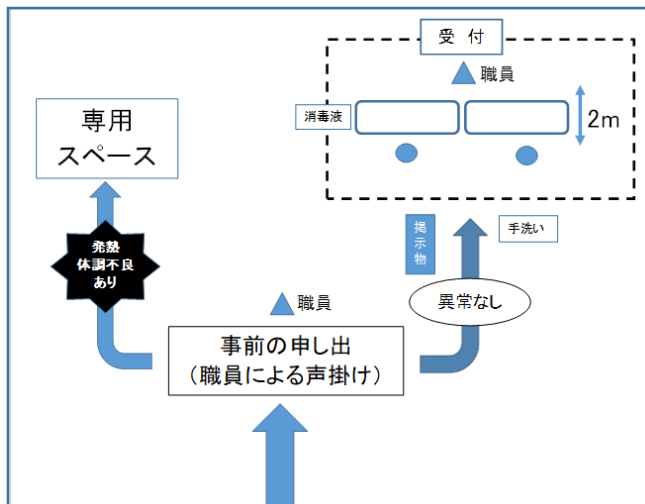 受 付
職員
消毒液
2m
専用
スペース
掲示物
手洗い
発熱
体調不良
あり
異常なし
職員
事前の申し出
（職員による声掛け）